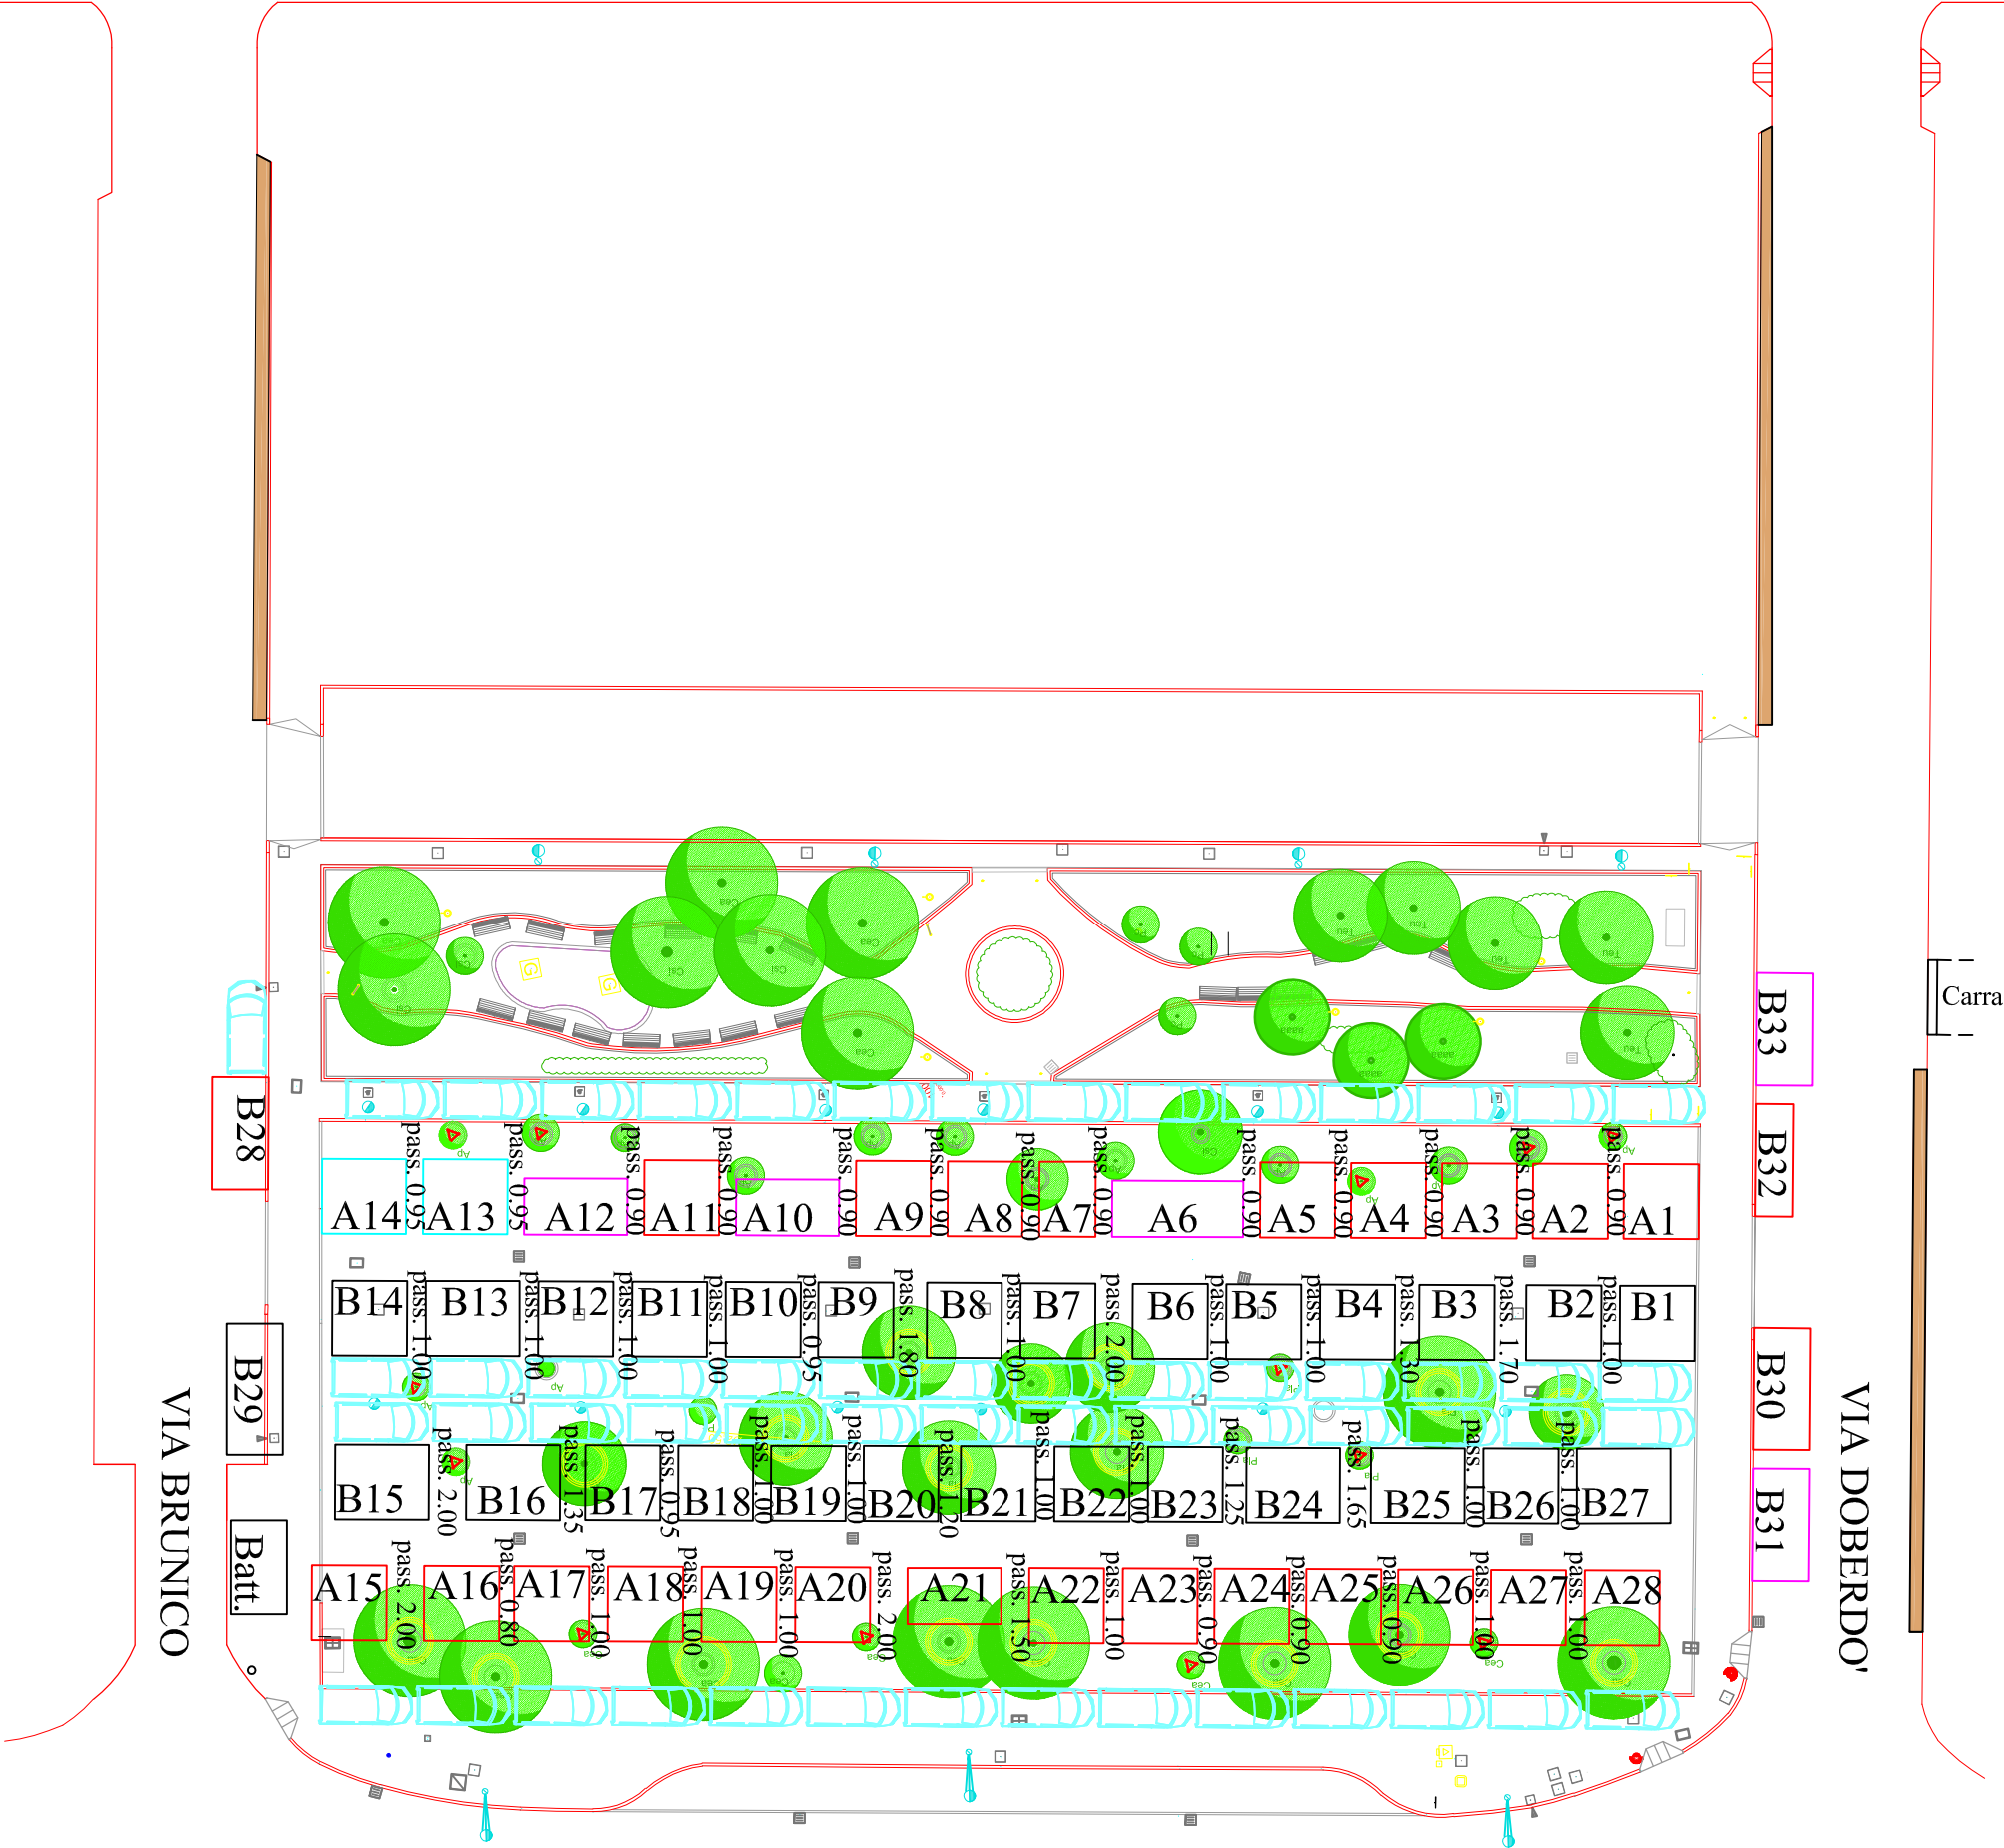 Carra
B33
B28
B32
pass. 0.95
pass. 0.95
pass. 0.90
pass. 0.90
pass. 0.90
pass. 0.90
pass. 0.90
pass. 0.90
pass. 0.90
pass. 0.90
pass. 0.90
pass. 0.90
pass. 0.90
A14 A13 A12 A11 A10 A9 A8 A7 A6 A5 A4 A3 A2 A1
B14 B13 B12 B11 B10 B9 B8 B7 B6 B5 B4 B3 B2 B1
pass. 1.00
pass. 1.00
pass. 1.00
pass. 1.00
pass. 0.95
pass. 1.80
pass. 1.00
pass. 2.00
pass. 1.00
pass. 1.00
pass. 1.30
pass. 1.70
pass. 1.00
B29
B30
VIA BRUNICO
VIA DOBERDO'
pass. 2.00
pass. 1.35
pass. 0.95
pass. 1.00
pass. 1.00
pass. 1.20
pass. 1.00
pass. 1.00
pass. 1.25
pass. 1.65
pass. 1.00
pass. 1.00
B15 B16 B17 B18 B19 B20 B21 B22 B23 B24 B25 B26 B27
B31
Batt.
A15 A16 A17 A18 A19 A20 A21 A22 A23 A24 A25 A26 A27 A28
pass. 2.00
pass. 0.80
pass. 1.00
pass. 1.00
pass. 1.00
pass. 2.00
pass. 1.50
pass. 1.00
pass. 0.90
pass. 0.90
pass. 0.90
pass. 1.00
pass. 1.00